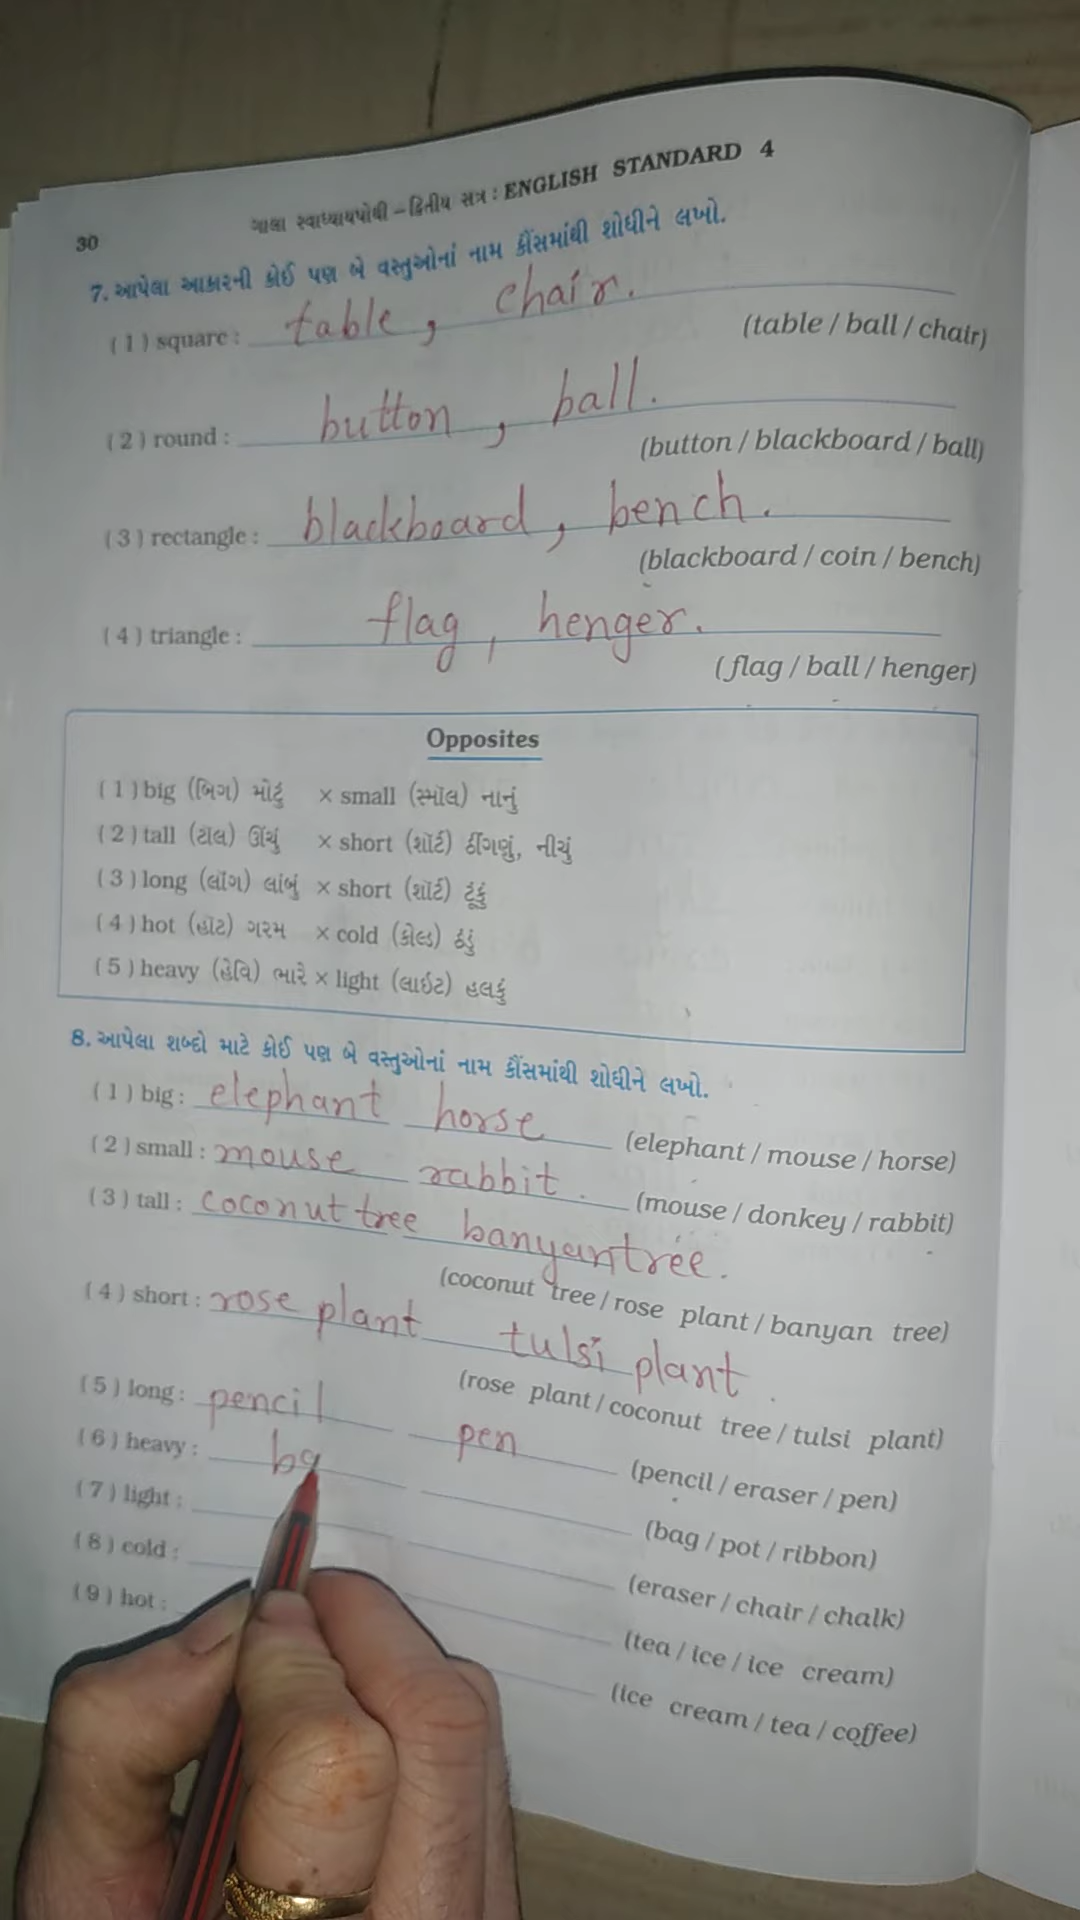 30
ગાલા સ્વાધ્યાયપોથી – દ્વિતીય સત્ર : ENGLISH STANDARD 4
7. આપેલા આકારની કોઈ પણ બે વસ્તુઓનાં નામ કૌંસમાંથી શોધીને લખો.
(1) square : table, chair.
(table / ball / chair)
(2) round : button, ball.
(button / blackboard / ball)
(3) rectangle : blackboard, bench.
(blackboard / coin / bench)
(4) triangle : flag, henger.
(flag / ball / henger)
Opposites
(1) big (બિગ) મોટું × small (સ્મૉલ) નાનું
(2) tall (ટૉલ) ઊંચું × short (શૉર્ટ) ઠીંગણું, નીચું
(3) long (લૉંગ) લાંબું × short (શૉર્ટ) ટૂંકું
(4) hot (હૉટ) ગરમ × cold (કોલ્ડ) ઠંડું
(5) heavy (હેવિ) ભારે × light (લાઇટ) હલકું
8. આપેલા શબ્દો માટે કોઈ પણ બે વસ્તુઓનાં નામ કૌંસમાંથી શોધીને લખો.
(1) big : elephant horse (elephant / mouse / horse)
(2) small : mouse rabbit. (mouse / donkey / rabbit)
(3) tall : coconut tree banyantree.
(coconut tree / rose plant / banyan tree)
(4) short : rose plant tulsi plant.
(rose plant / coconut tree / tulsi plant)
(5) long : pencil pen (pencil / eraser / pen)
(6) heavy : ba (bag / pot / ribbon)
(7) light : (eraser / chair / chalk)
(8) cold : (tea / ice / ice cream)
(9) hot : (ice cream / tea / coffee)